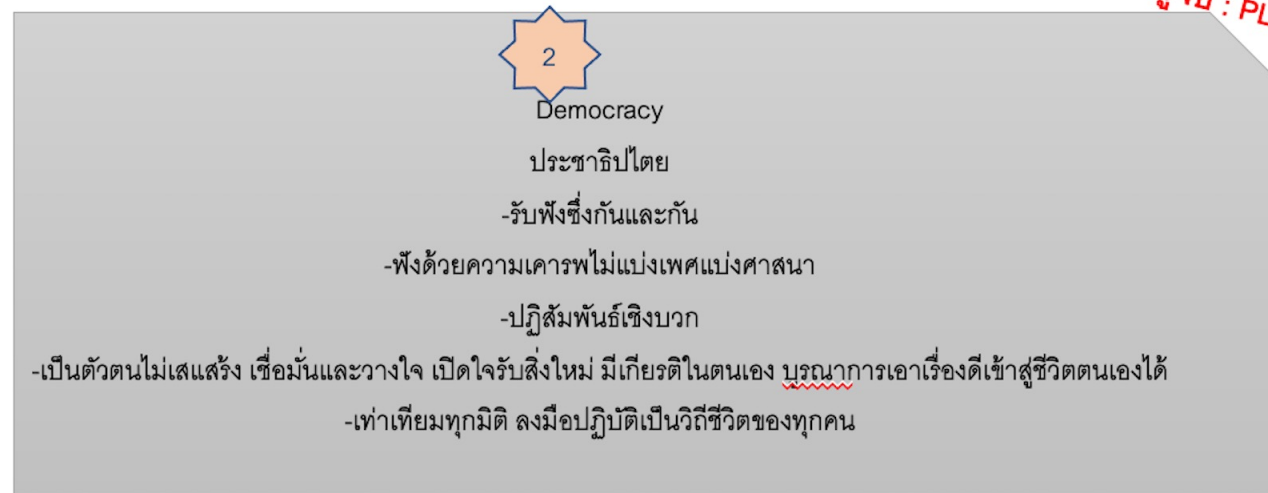 2
Democracy
ประชาธิปไตย
-รับฟังซึ่งกันและกัน
-ฟังด้วยความเคารพไม่แบ่งเพศแบ่งศาสนา
-ปฏิสัมพันธ์เชิงบวก
-เป็นตัวตนไม่เสแสร้ง เชื่อมั่นและวางใจ เปิดใจรับสิ่งใหม่ มีเกียรติในตนเอง บูรณาการเอาเรื่องดีเข้าสู่ชีวิตตนเองได้
-เท่าเทียมทุกมิติ ลงมือปฏิบัติเป็นวิถีชีวิตของทุกคน